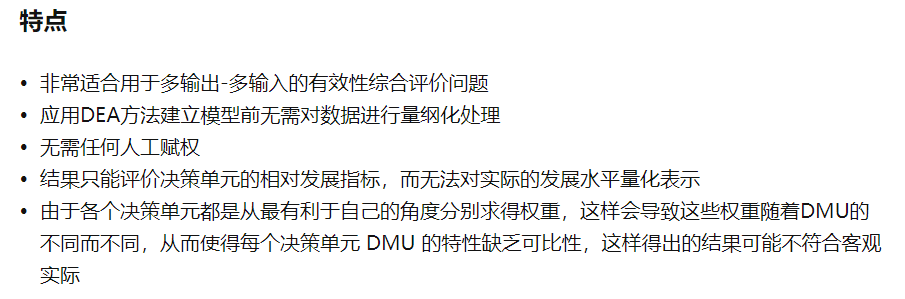 特点
• 非常适合用于多输出-多输入的有效性综合评价问题
• 应用DEA方法建立模型前无需对数据进行量纲化处理
• 无需任何人工赋权
• 结果只能评价决策单元的相对发展指标，而无法对实际的发展水平量化表示
• 由于各个决策单元都是从最有利于自己的角度分别求得权重，这样会导致这些权重随着DMU的
不同而不同，从而使得每个决策单元 DMU 的特性缺乏可比性，这样得出的结果可能不符合客观
实际